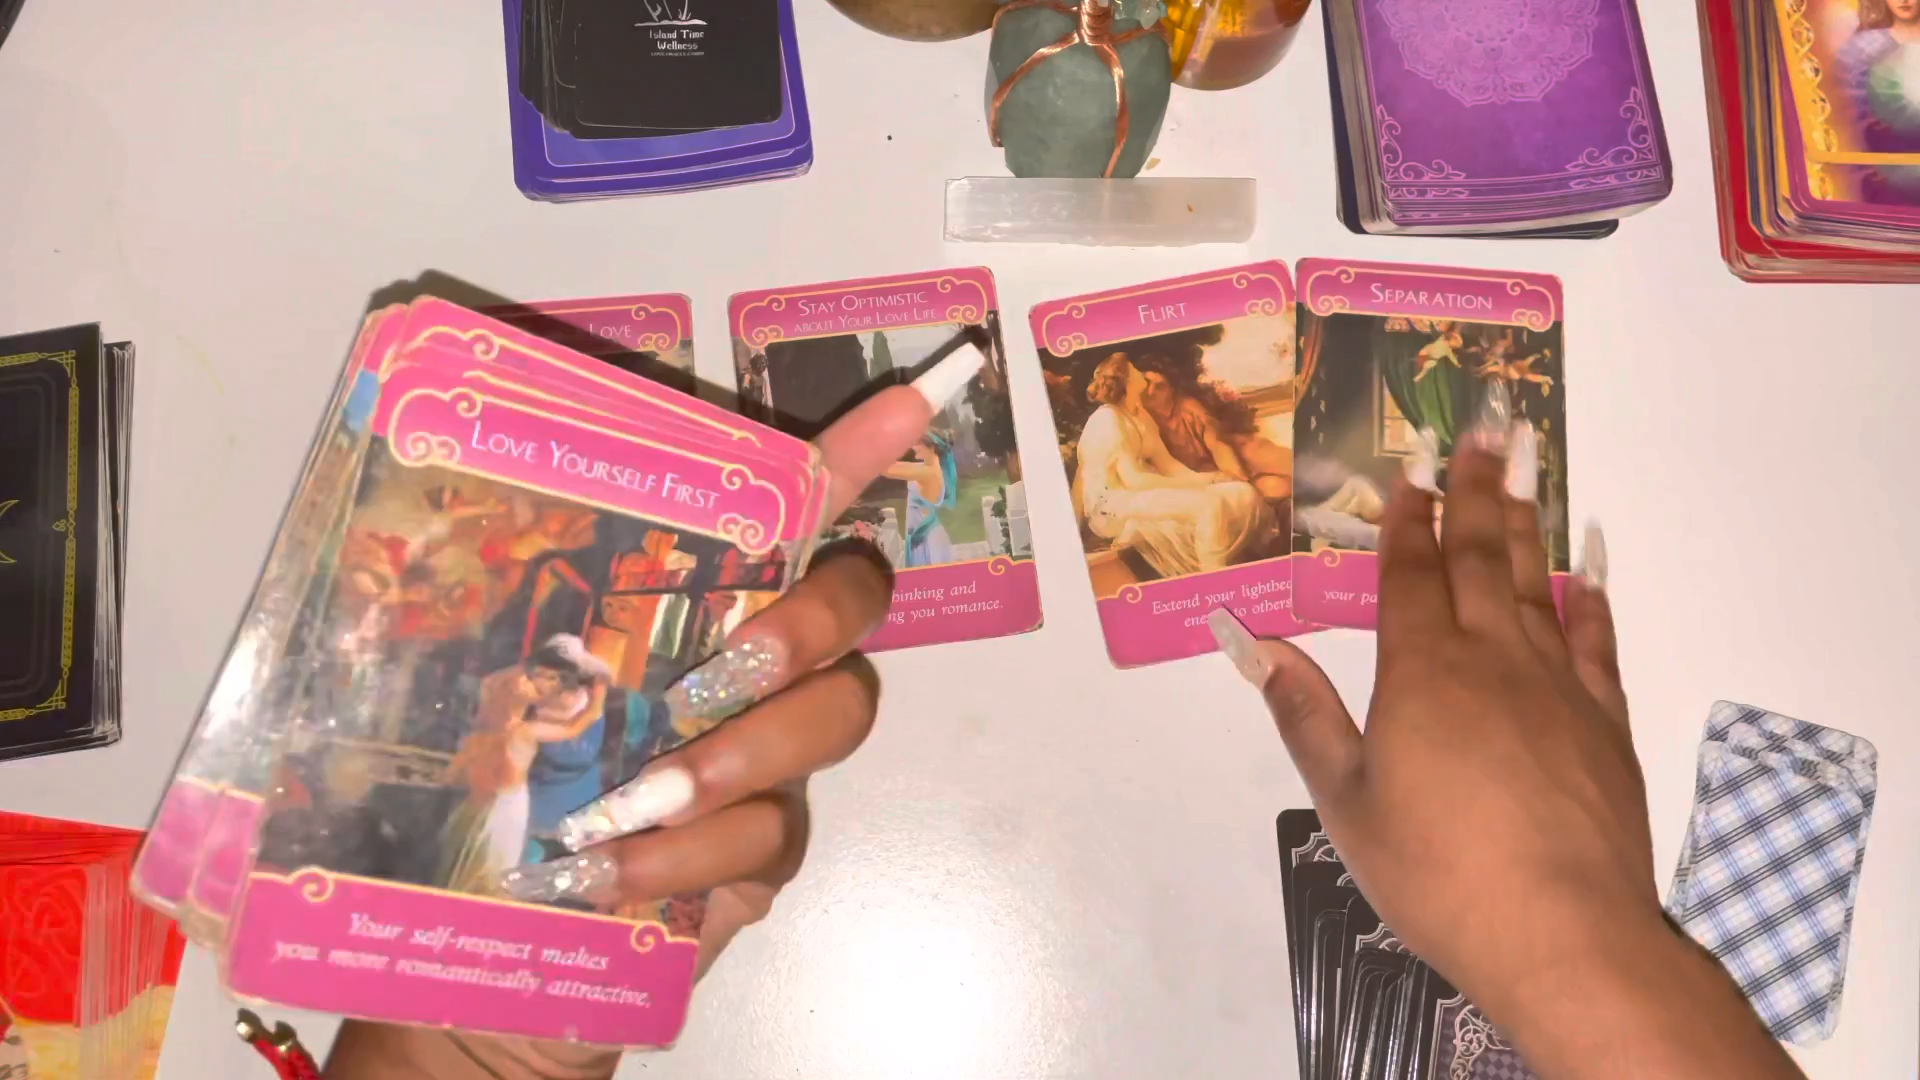 Island Time
Wellness
LOVE
STAY OPTIMISTIC
ABOUT YOUR LOVE LIFE
FLIRT
SEPARATION
LOVE YOURSELF FIRST
hinking and
ng you romance.
Extend your lighthea
ene to others
your pa
Your self-respect makes
you more romantically attractive.